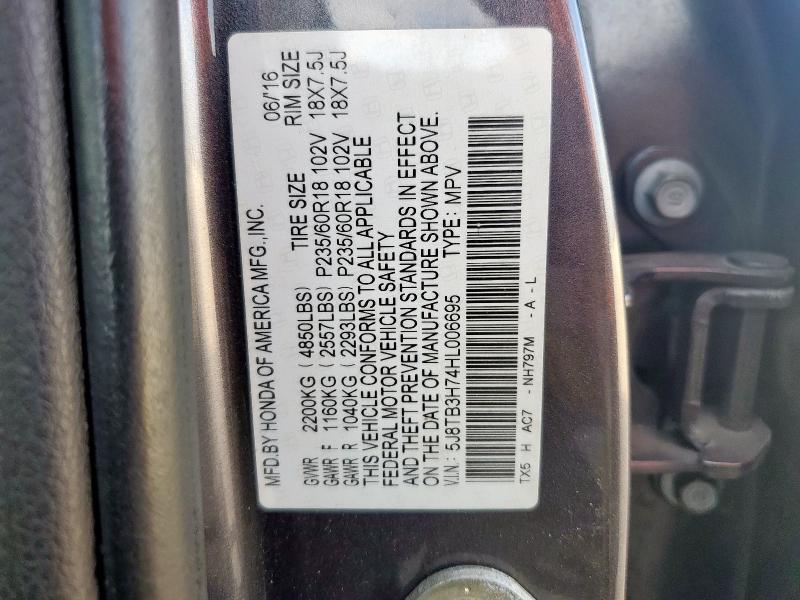 MFD.BY HONDA OF AMERICA MFG.,INC. 06/'16
TIRE SIZE RIM SIZE
GVWR 2200KG ( 4850LBS)
GAWR F 1160KG ( 2557LBS) P235/60R18 102V 18X7.5J
GAWR R 1040KG ( 2293LBS) P235/60R18 102V 18X7.5J
THIS VEHICLE CONFORMS TO ALL APPLICABLE
FEDERAL MOTOR VEHICLE SAFETY
AND THEFT PREVENTION STANDARDS IN EFFECT
ON THE DATE OF MANUFACTURE SHOWN ABOVE.
V.I.N.: 5J8TB3H74HL006695 TYPE: MPV
TX5 H AC7 - NH797M - A - L